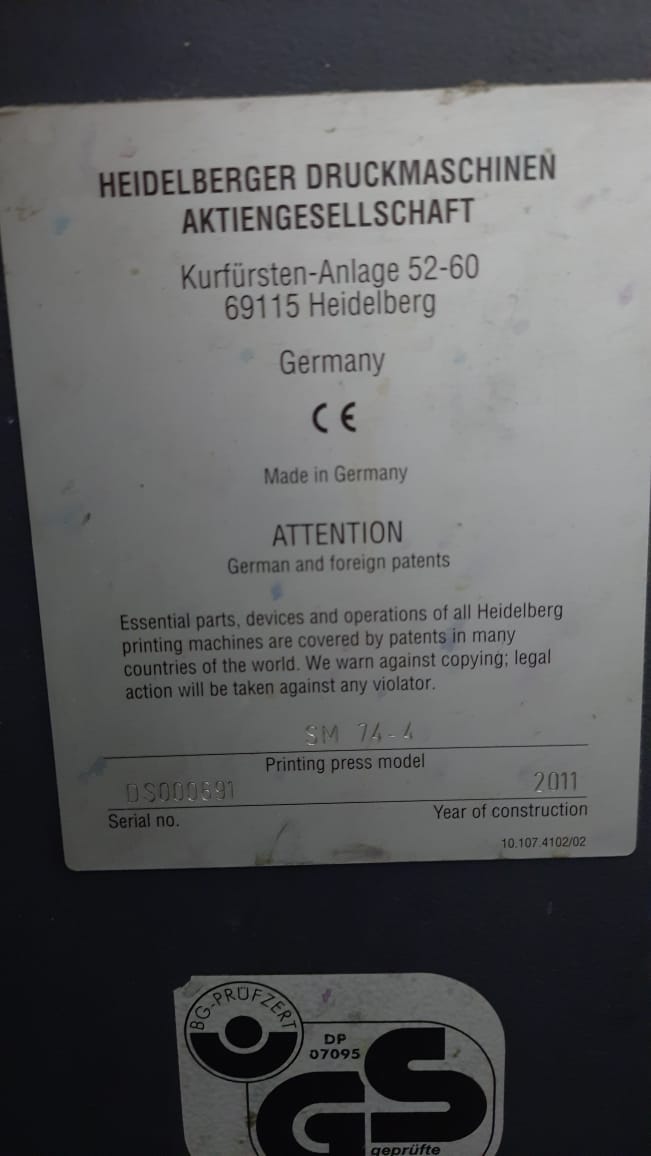 HEIDELBERGER DRUCKMASCHINEN
AKTIENGESELLSCHAFT
Kurfürsten-Anlage 52-60
69115 Heidelberg
Germany
CE
Made in Germany
ATTENTION
German and foreign patents
Essential parts, devices and operations of all Heidelberg
printing machines are covered by patents in many
countries of the world. We warn against copying; legal
action will be taken against any violator.
SM 74-4
Printing press model
2011
Serial no.
Year of construction
10.107.4102/02
BG-PRÜFZERT
DP
07095
GS
geprüfte